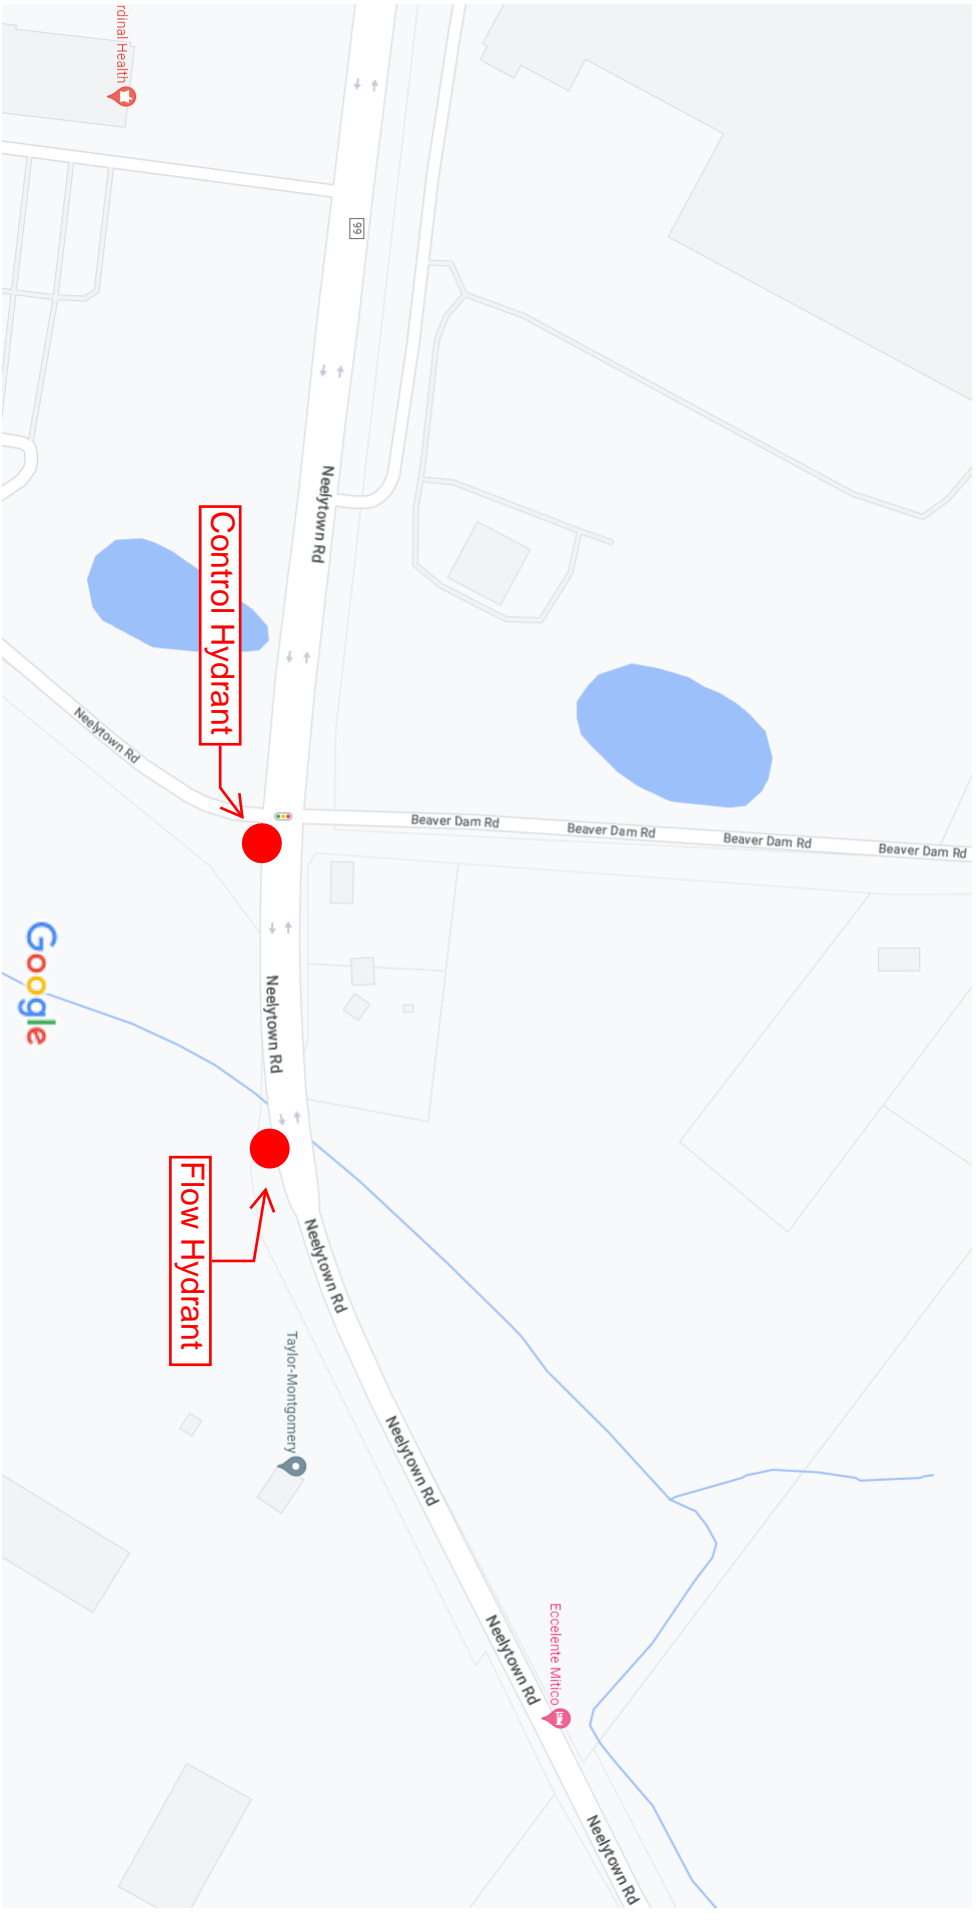 rdinal Health
99
Neelytown Rd
Control Hydrant
Neelytown Rd
Beaver Dam Rd
Beaver Dam Rd
Beaver Dam Rd
Beaver Dam Rd
Google
Neelytown Rd
Flow Hydrant
Neelytown Rd
Taylor-Montgomery
Neelytown Rd
Eccelente Mitico
Neelytown Rd
Neelytown Rd